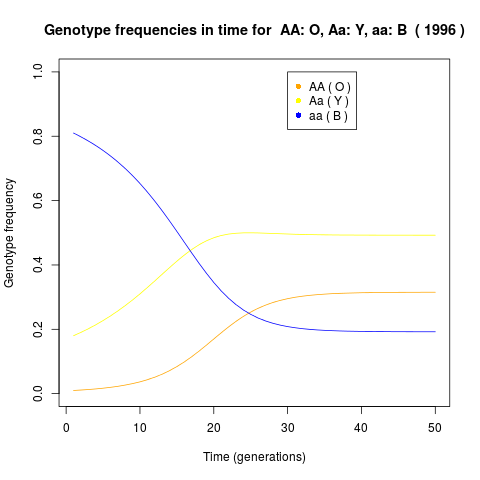 Genotype frequencies in time for  AA: O, Aa: Y, aa: B  ( 1996 )
AA ( O )
Aa ( Y )
aa ( B )
Genotype frequency
1.0
0.8
0.6
0.4
0.2
0.0
0 10 20 30 40 50
Time (generations)